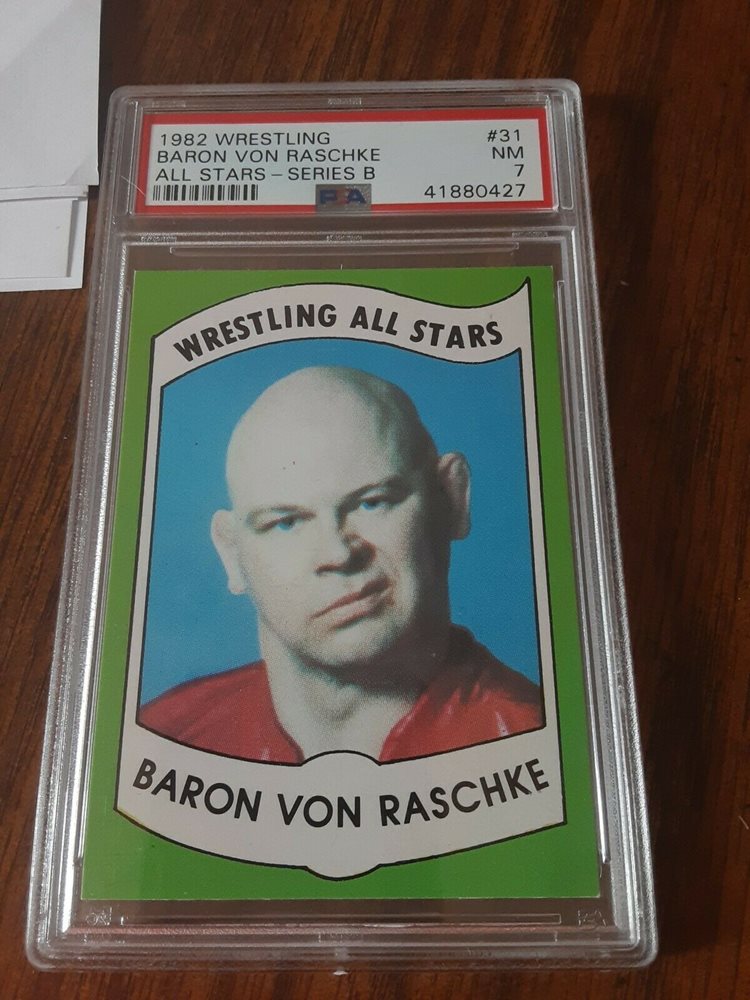 1982 WRESTLING #31
BARON VON RASCHKE NM
ALL STARS – SERIES B 7
PSA 41880427
WRESTLING ALL STARS
BARON VON RASCHKE